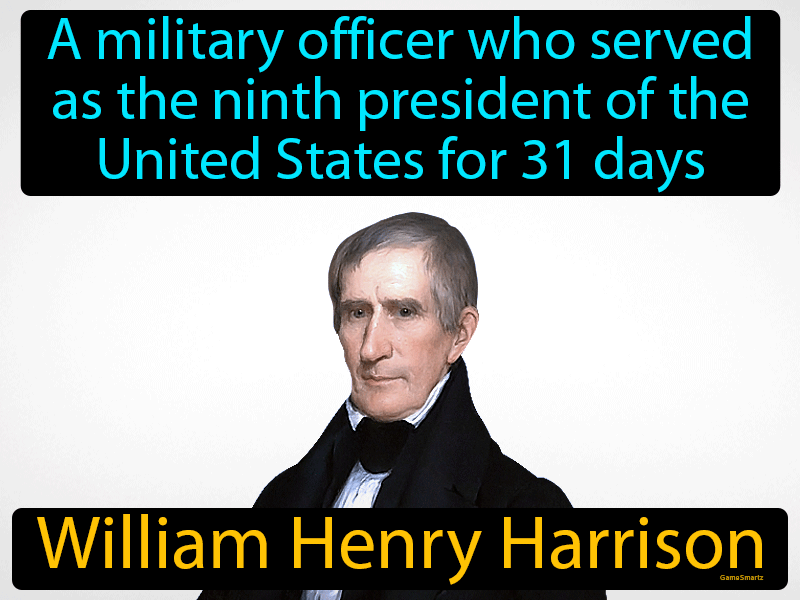 A military officer who served
as the ninth president of the
United States for 31 days
William Henry Harrison
GameSmartz